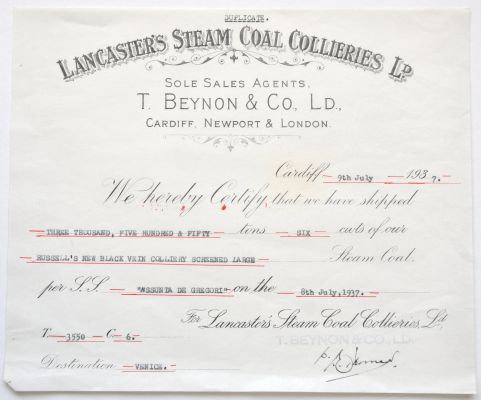 DUPLICATE.
LANCASTER'S STEAM COAL COLLIERIES LD
SOLE SALES AGENTS,
T. BEYNON & CO., LD.,
CARDIFF, NEWPORT & LONDON.
Cardiff 9th July 1937.
We hereby Certify, that we have shipped
THREE THOUSAND, FIVE HUNDRED & FIFTY tons SIX cwts of our
RUSSELL'S NEW BLACK VEIN COLLIERY SCREENED LARGE Steam Coal.
per S.S. "ASSUNTA DE GREGORI" on the 8th July, 1937.
For Lancaster's Steam Coal Collieries, Ld.
T. BEYNON & CO., LD.
T. 3550 C. 6.
Destination VENICE.